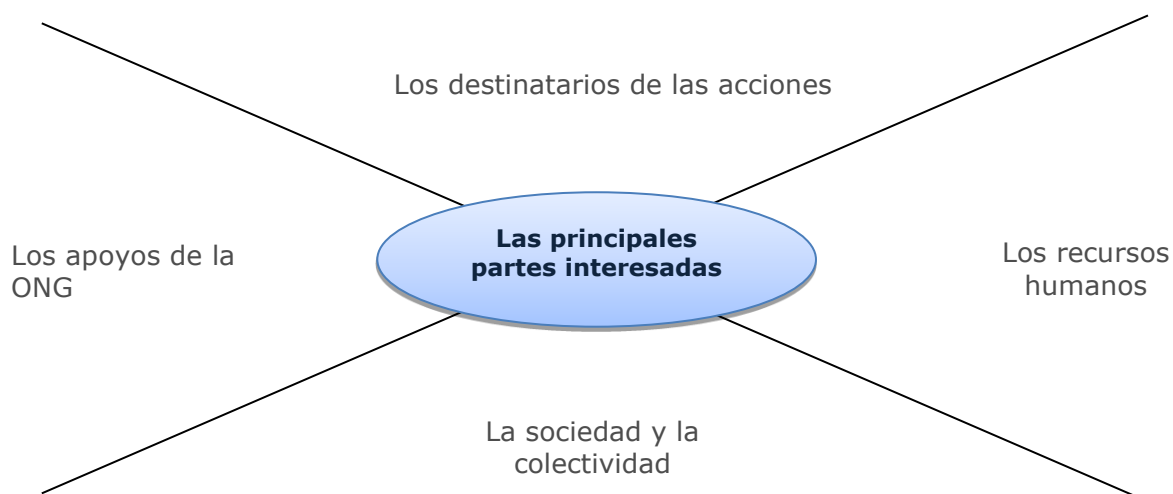 Los destinatarios de las acciones
Las principales
partes interesadas
Los apoyos de la
ONG
Los recursos
humanos
La sociedad y la
colectividad